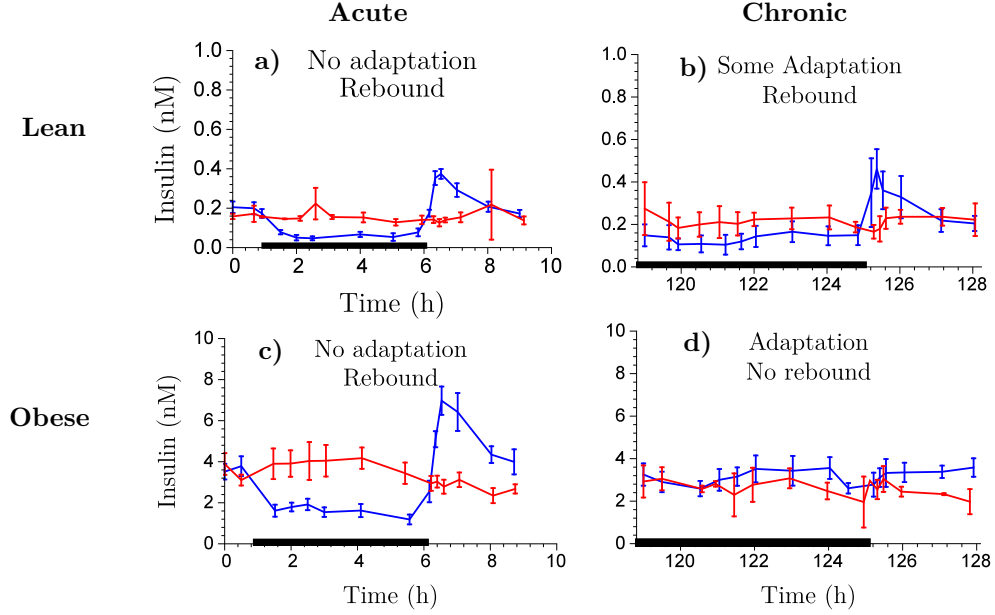 Acute
Chronic
Lean
a)
No adaptation
Rebound
Insulin (nM)
1.0
0.8
0.6
0.4
0.2
0.0
0 2 4 6 8 10
Time (h)
b)
Some Adaptation
Rebound
1.0
0.8
0.6
0.4
0.2
0.0
120 122 124 126 128
Obese
c)
No adaptation
Rebound
Insulin (nM)
10
8
6
4
2
0
0 2 4 6 8 10
Time (h)
d)
Adaptation
No rebound
10
8
6
4
2
0
120 122 124 126 128
Time (h)